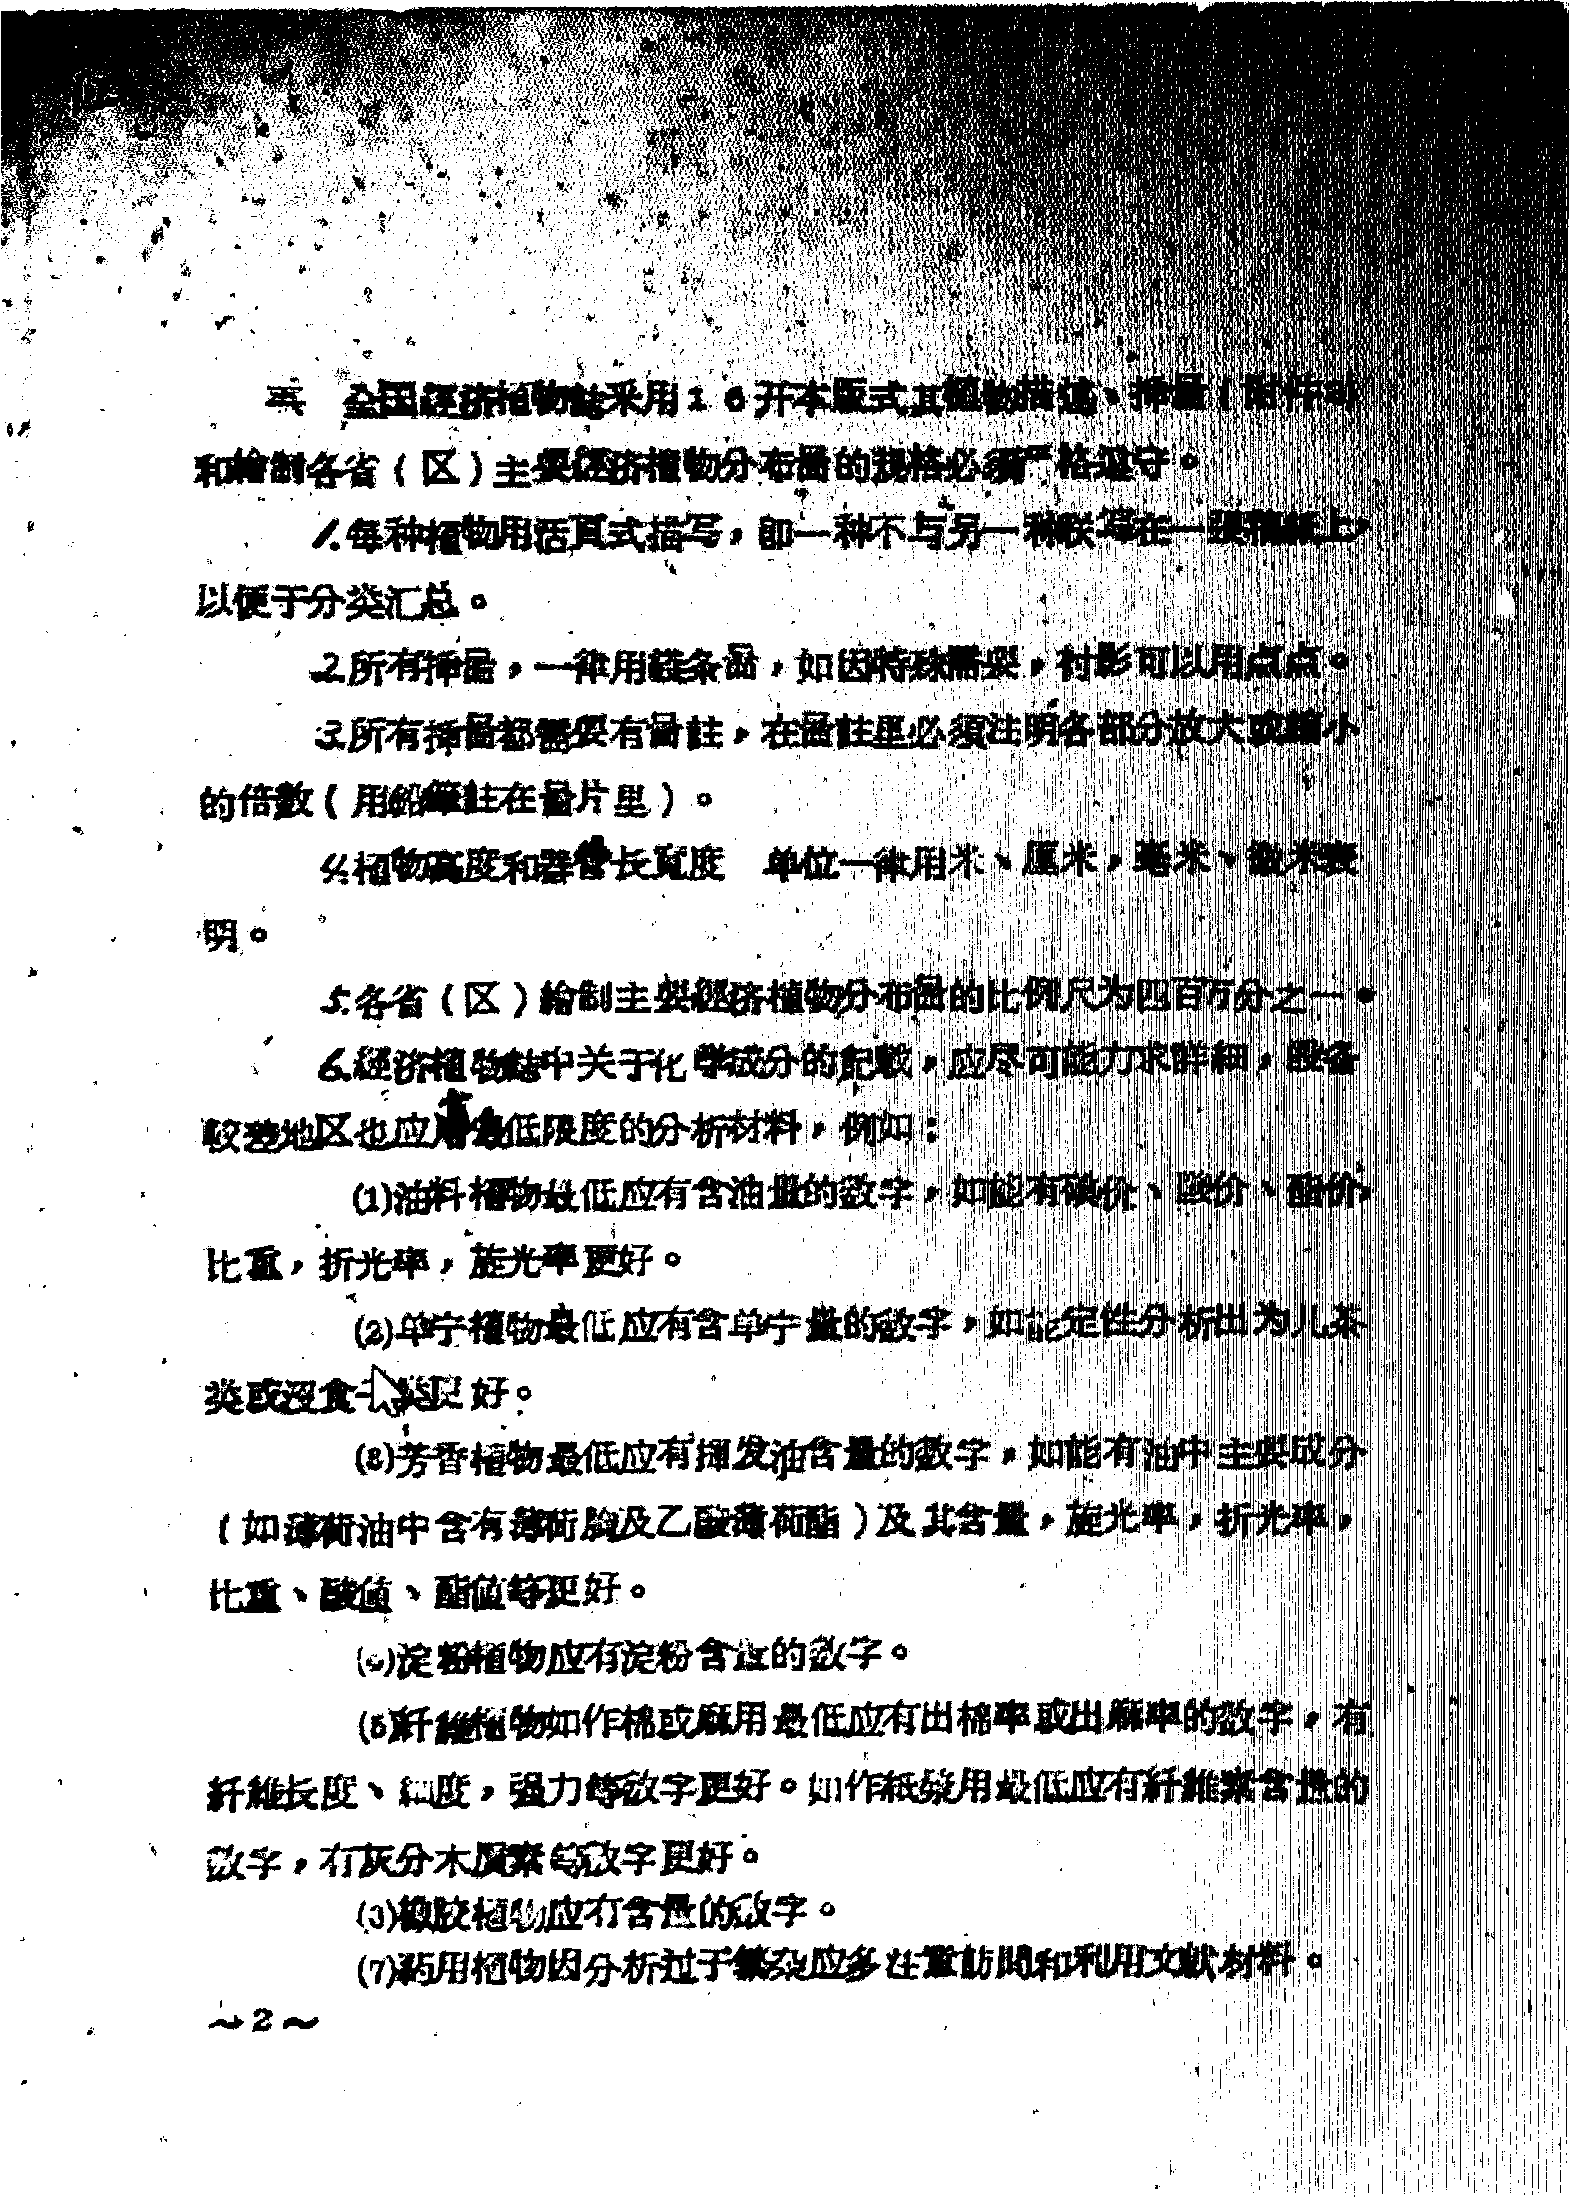 全国經济植物誌采用16开本版式其植物描述、插畾(附件
和繪制各省(区)主要經济植物分布畾的規格必須严格遵守。
1.每种植物用活頁式描写,即一种不与另一种联写在一張稿紙上,
以便于分类汇总。
2.所有插畾,一律用綫条畾,如因特殊需要,衬影可以用点点。
3.所有插畾都需要有畾註,在畾註里必須注明各部分放大或縮小
的倍数(用鉛筆註在畾片里)。
4.植物高度和器官长寬度 单位一律用米、厘米,毫米、微米表
明。
5.各省(区)繪制主要經济植物分布畾的比例尺为四百万分之一。
6.經济植物誌中关于化学成分的記載,应尽可能力求詳細,設备
較差地区也应有最低限度的分析材料,例如:
(1)油料植物最低应有含油量的数字,如能有碘价、酸价、酯价,
比重,折光率,旋光率更好。
(2)单宁植物最低应有含单宁量的数字,如能定性分析出为儿茶
类或没食子类更好。
(3)芳香植物最低应有揮发油含量的数字,如能有油中主要成分
(如薄荷油中含有薄荷脑及乙酸薄荷酯)及其含量,旋光率,折光率,
比重、酸值、酯值等更好。
(4)淀粉植物应有淀粉含量的数字。
(5)纤維植物如作棉或麻用最低应有出棉率或出麻率的数字,有
纤維长度、細度,强力等数字更好。如作紙漿用最低应有纤維素含量的
数字,有灰分木質素等数字更好。
(6)橡胶植物应有含量的数字。
(7)药用植物因分析过于繁杂应多注重訪問和利用文献材料。
~2~